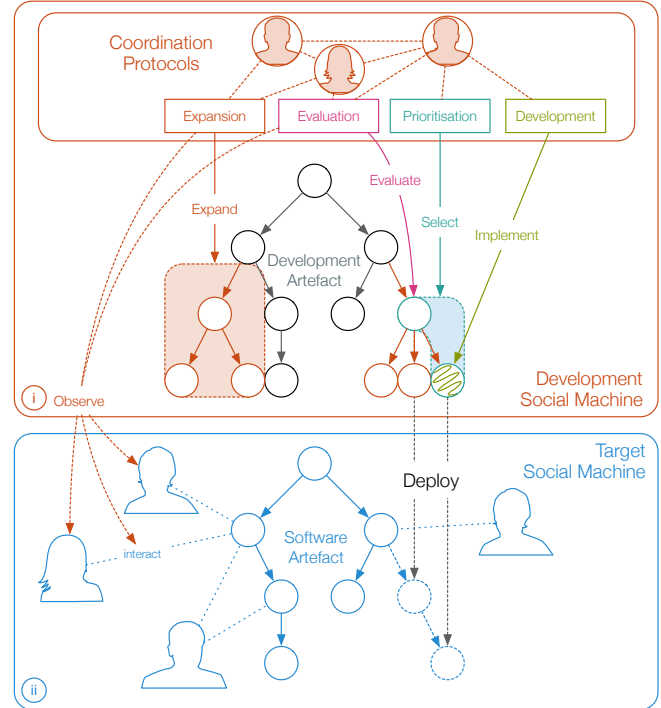 Coordination
Protocols
Expansion
Evaluation
Prioritisation
Development
Evaluate
Expand
Select
Implement
Development
Artefact
i
Observe
Development
Social Machine
Target
Social Machine
Deploy
Software
Artefact
interact
ii